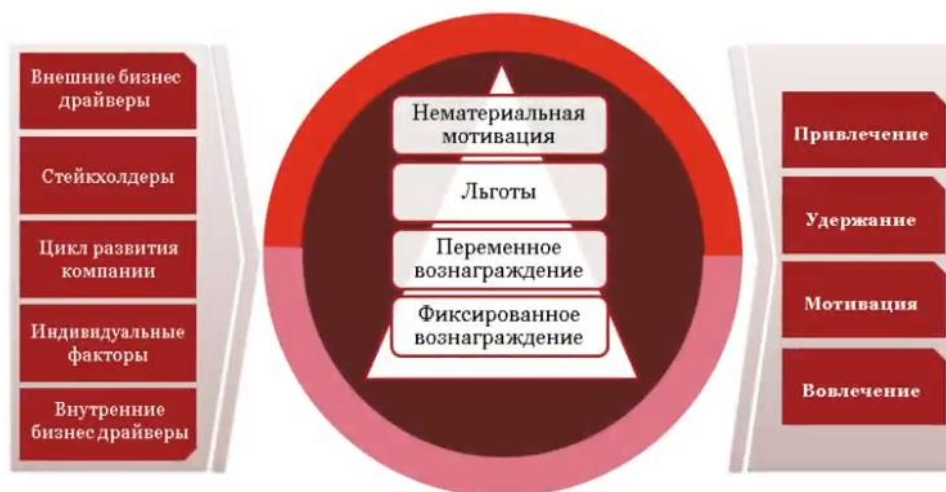 Внешние бизнес
драйверы
Стейкхолдеры
Цикл развития
компании
Индивидуальные
факторы
Внутренние
бизнес драйверы
Нематериальная
мотивация
Льготы
Переменное
вознаграждение
Фиксированное
вознаграждение
Привлечение
Удержание
Мотивация
Вовлечение